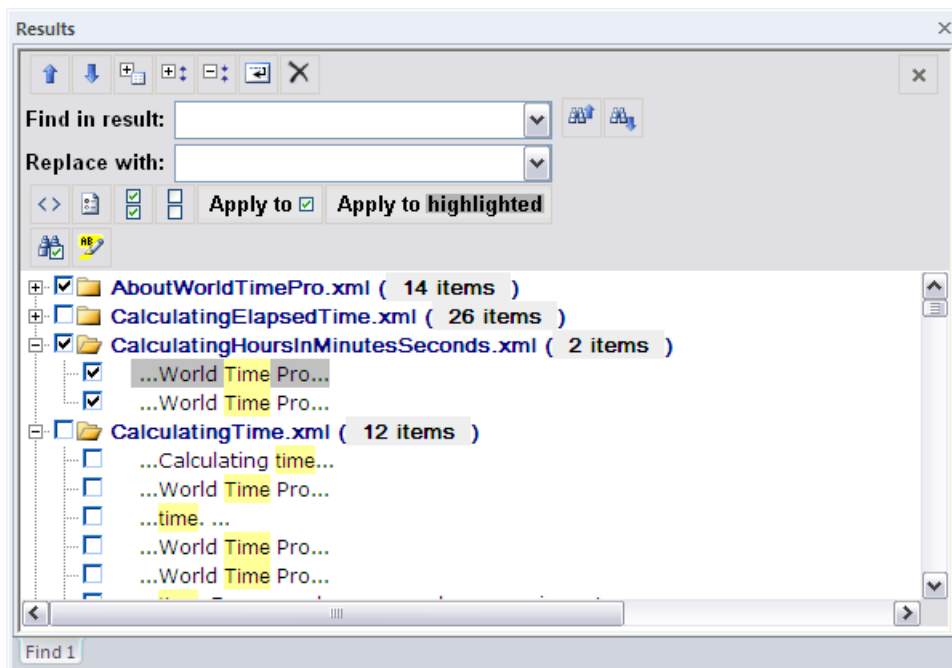 Results
Find in result:
Replace with:
Apply to Apply to highlighted
AB
AboutWorldTimePro.xml ( 14 items )
CalculatingElapsedTime.xml ( 26 items )
CalculatingHoursInMinutesSeconds.xml ( 2 items )
...World Time Pro...
...World Time Pro...
CalculatingTime.xml ( 12 items )
...Calculating time...
...World Time Pro...
...time. ...
...World Time Pro...
...World Time Pro...
Find 1